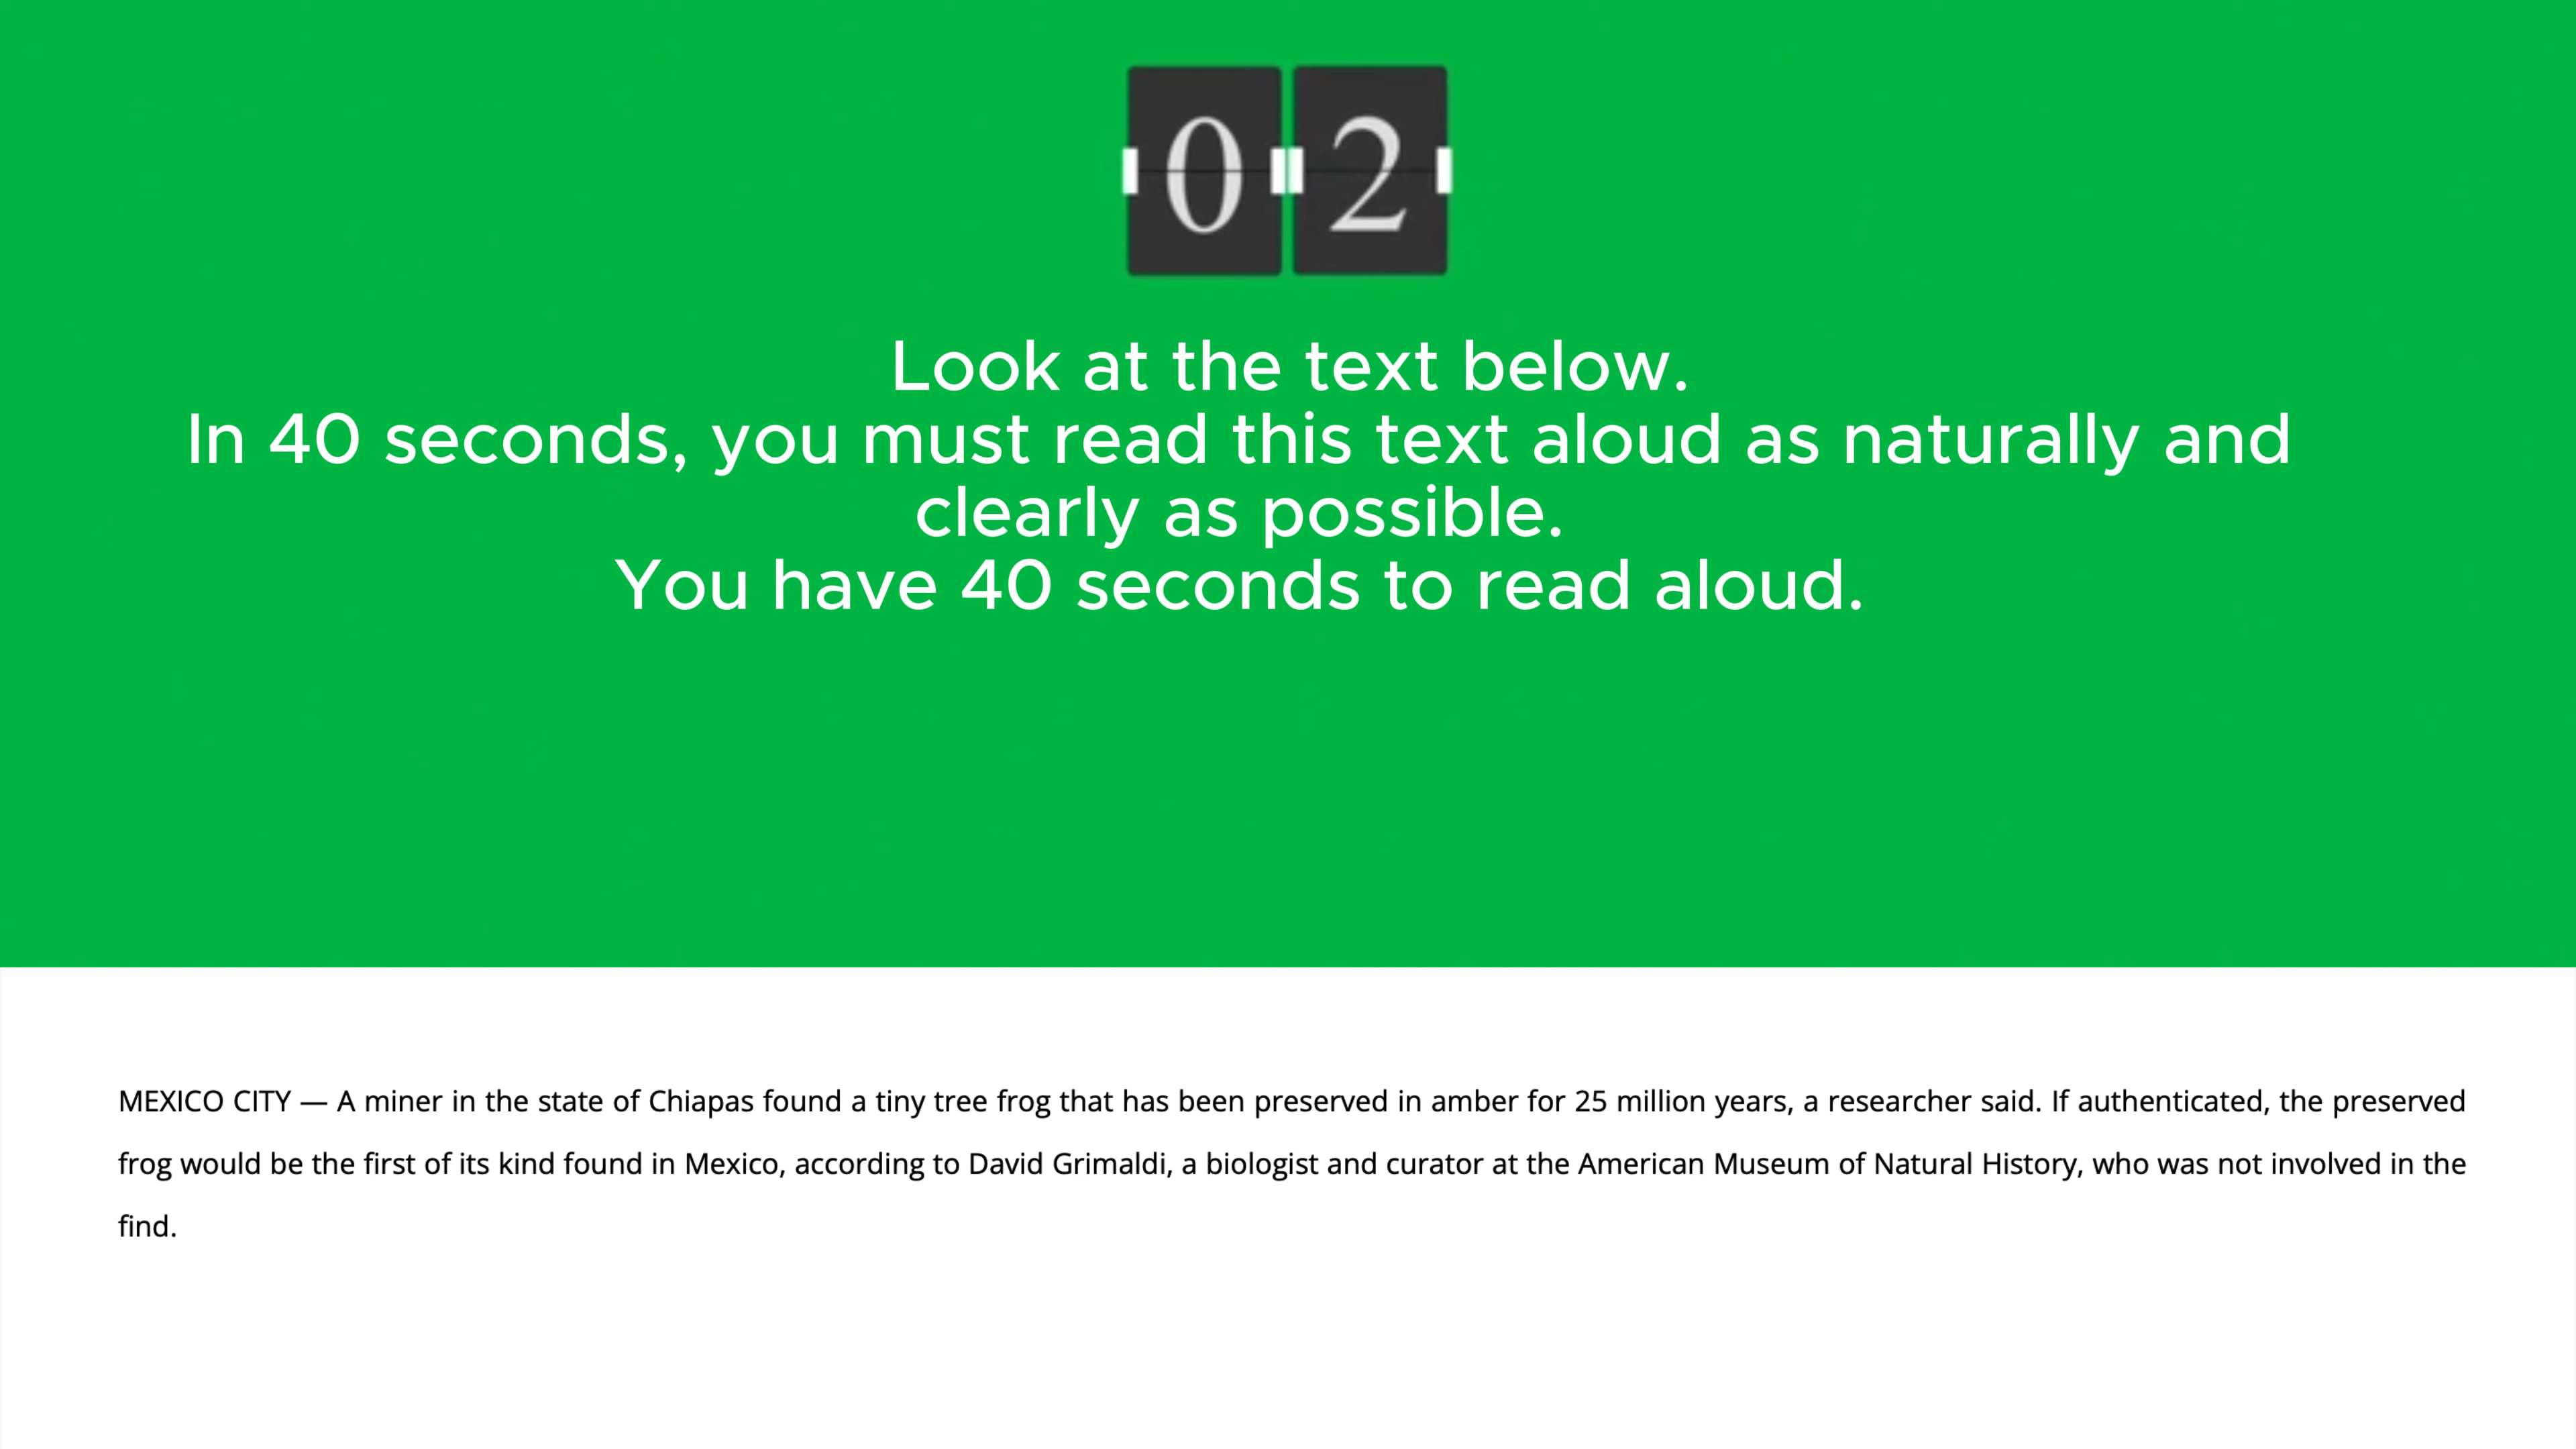 02
Look at the text below.
In 40 seconds, you must read this text aloud as naturally and
clearly as possible.
You have 40 seconds to read aloud.
MEXICO CITY — A miner in the state of Chiapas found a tiny tree frog that has been preserved in amber for 25 million years, a researcher said. If authenticated, the preserved
frog would be the first of its kind found in Mexico, according to David Grimaldi, a biologist and curator at the American Museum of Natural History, who was not involved in the
find.